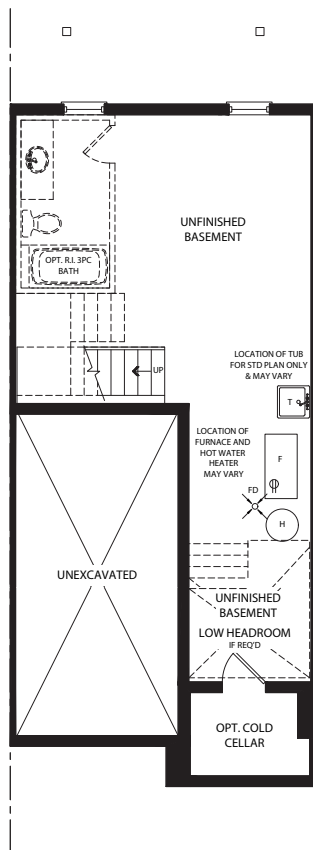 UNFINISHED
BASEMENT
OPT. R.I. 3PC
BATH
LOCATION OF TUB
FOR STD PLAN ONLY
& MAY VARY
UP
T
LOCATION OF
FURNACE AND
HOT WATER
HEATER
MAY VARY
F
FD
H
UNEXCAVATED
UNFINISHED
BASEMENT
LOW HEADROOM
IF REQ'D
OPT. COLD
CELLAR